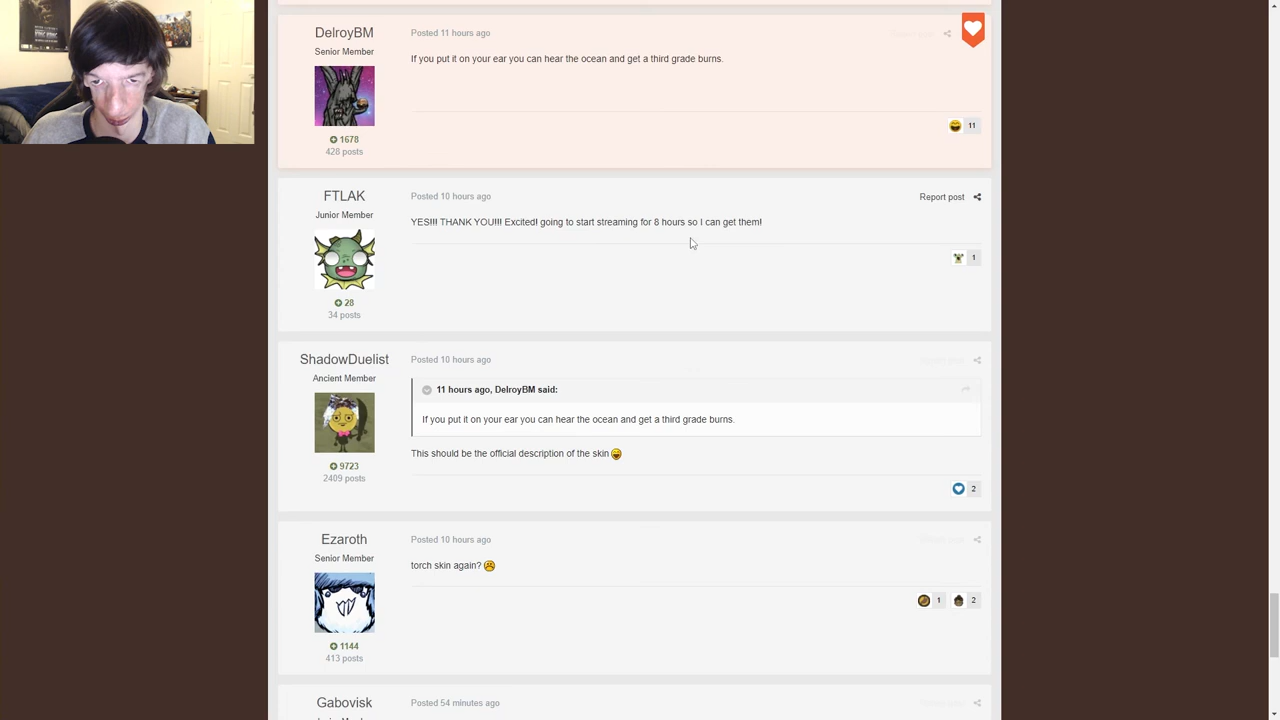 DelroyBM
Posted 11 hours ago
Senior Member
If you put it on your ear you can hear the ocean and get a third grade burns.
1678
428 posts
11
FTLAK
Posted 10 hours ago
Report post
Junior Member
YES!!! THANK YOU!!! Excited! going to start streaming for 8 hours so I can get them!
1
28
34 posts
ShadowDuelist
Posted 10 hours ago
Report post
Ancient Member
11 hours ago, DelroyBM said:
If you put it on your ear you can hear the ocean and get a third grade burns.
This should be the official description of the skin
9723
2409 posts
2
Ezaroth
Posted 10 hours ago
Report post
Senior Member
torch skin again?
1 2
1144
413 posts
Gabovisk
Posted 54 minutes ago